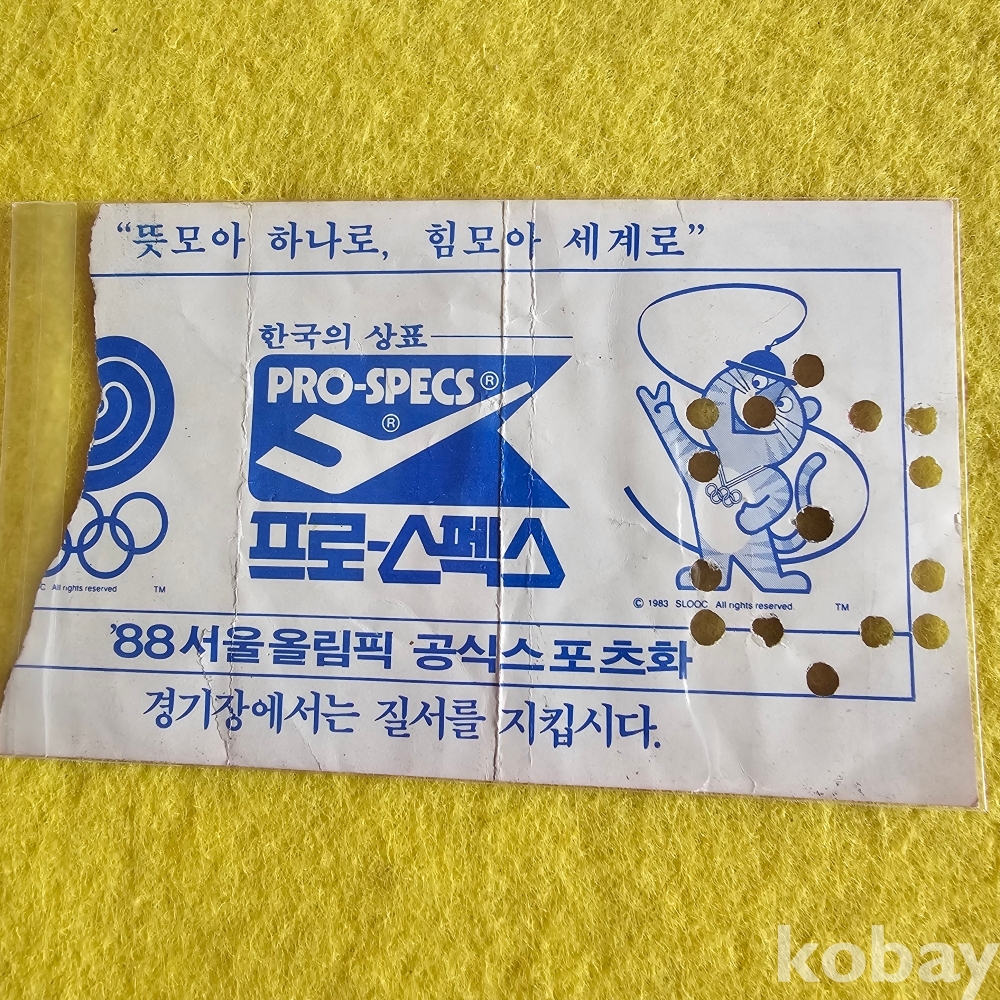 “뜻모아 하나로, 힘모아 세계로”
한국의 상표
PRO-SPECS ®
®
프로-스펙스
C All rights reserved TM
© 1983 SLOOC All rights reserved. TM
'88 서울올림픽 공식스포츠화
경기장에서는 질서를 지킵시다.
kobay